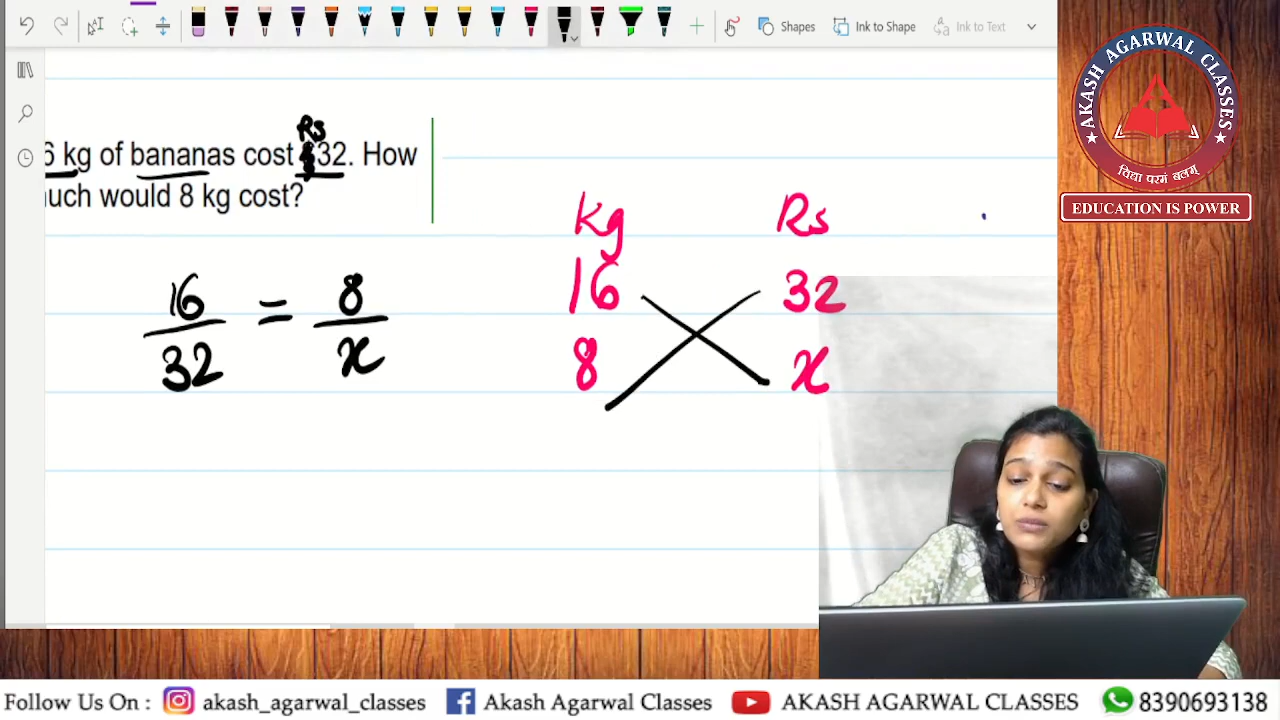 Shapes
Ink to Shape
Ink to Text
AKASH AGARWAL CLASSES
विद्या परमं बलम्
EDUCATION IS POWER
Rs
6 kg of bananas cost 32. How
uch would 8 kg cost?
Kg Rs
16 32
8 x
16/32 = 8/x
Follow Us On : akash_agarwal_classes Akash Agarwal Classes AKASH AGARWAL CLASSES 8390693138